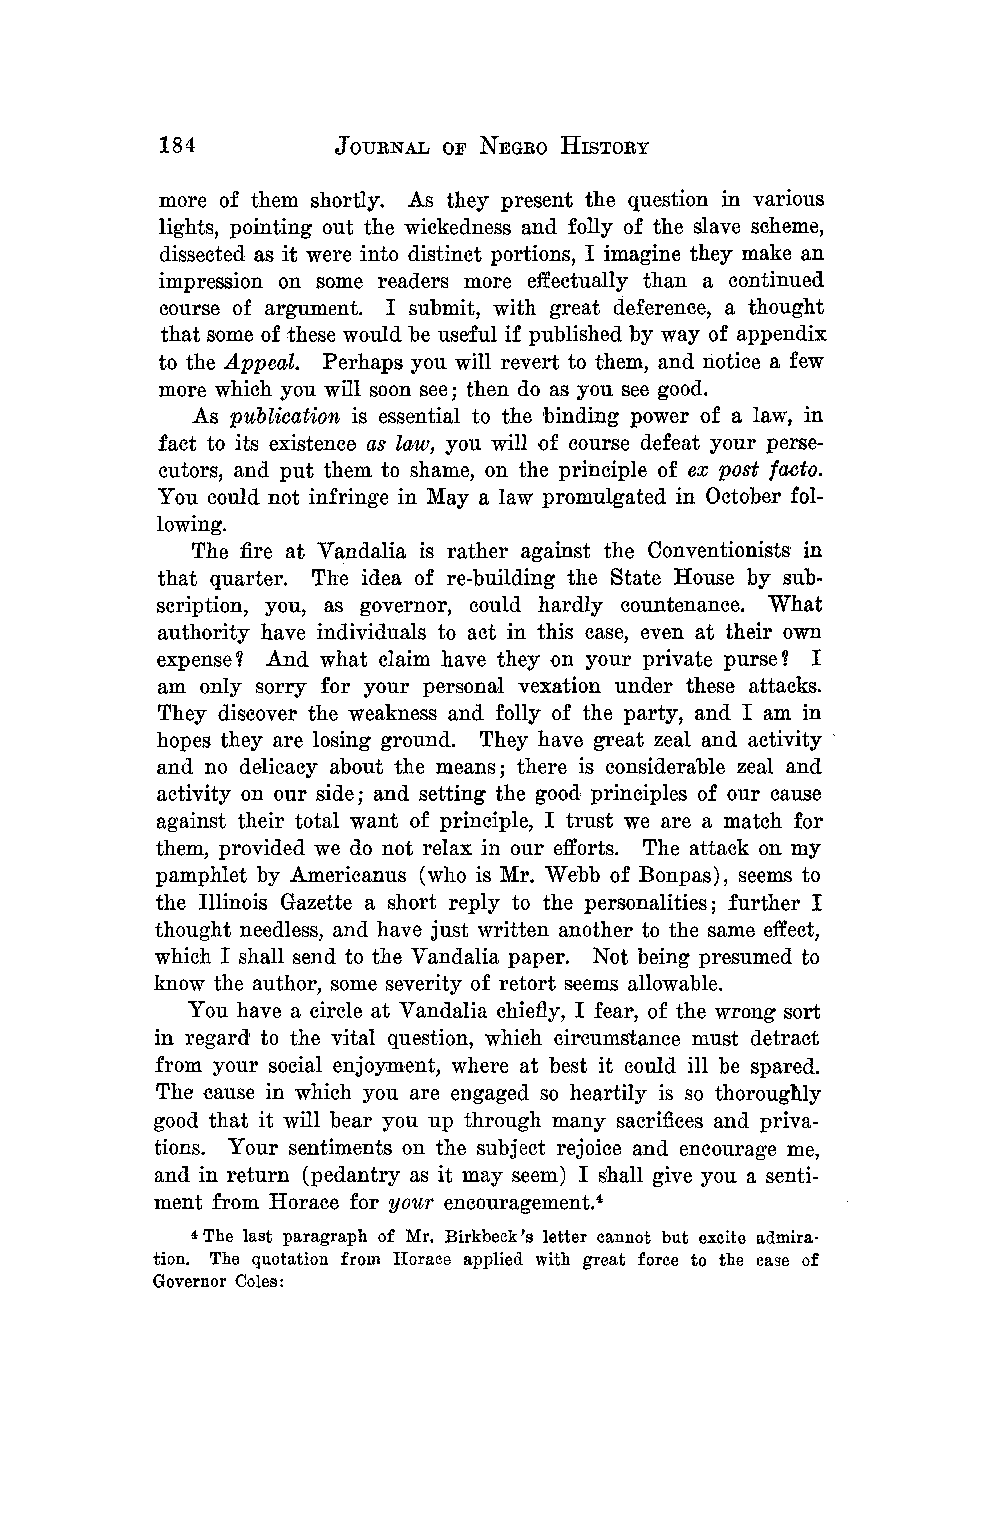 184 JOURNAL OF NEGRO HISTORY
more of them shortly. As they present the question in various
lights, pointing out the wickedness and folly of the slave scheme,
dissected as it were into distinct portions, I imagine they make an
impression on some readers more effectually than a continued
course of argument. I submit, with great deference, a thought
that some of these would be useful if published by way of appendix
to the Appeal. Perhaps you will revert to them, and notice a few
more which you will soon see; then do as you see good.
As publication is essential to the binding power of a law, in
fact to its existence as law, you will of course defeat your perse-
cutors, and put them to shame, on the principle of ex post facto.
You could not infringe in May a law promulgated in October fol-
lowing.
The fire at Vandalia is rather against the Conventionists in
that quarter. The idea of re-building the State House by sub-
scription, you, as governor, could hardly countenance. What
authority have individuals to act in this case, even at their own
expense? And what claim have they on your private purse? I
am only sorry for your personal vexation under these attacks.
They discover the weakness and folly of the party, and I am in
hopes they are losing ground. They have great zeal and activity
and no delicacy about the means; there is considerable zeal and
activity on our side; and setting the good principles of our cause
against their total want of principle, I trust we are a match for
them, provided we do not relax in our efforts. The attack on my
pamphlet by Americanus (who is Mr. Webb of Bonpas), seems to
the Illinois Gazette a short reply to the personalities; further I
thought needless, and have just written another to the same effect,
which I shall send to the Vandalia paper. Not being presumed to
know the author, some severity of retort seems allowable.
You have a circle at Vandalia chiefly, I fear, of the wrong sort
in regard to the vital question, which circumstance must detract
from your social enjoyment, where at best it could ill be spared.
The cause in which you are engaged so heartily is so thoroughly
good that it will bear you up through many sacrifices and priva-
tions. Your sentiments on the subject rejoice and encourage me,
and in return (pedantry as it may seem) I shall give you a senti-
ment from Horace for your encouragement.⁴
⁴ The last paragraph of Mr. Birkbeck's letter cannot but excite admira-
tion. The quotation from Horace applied with great force to the case of
Governor Coles: